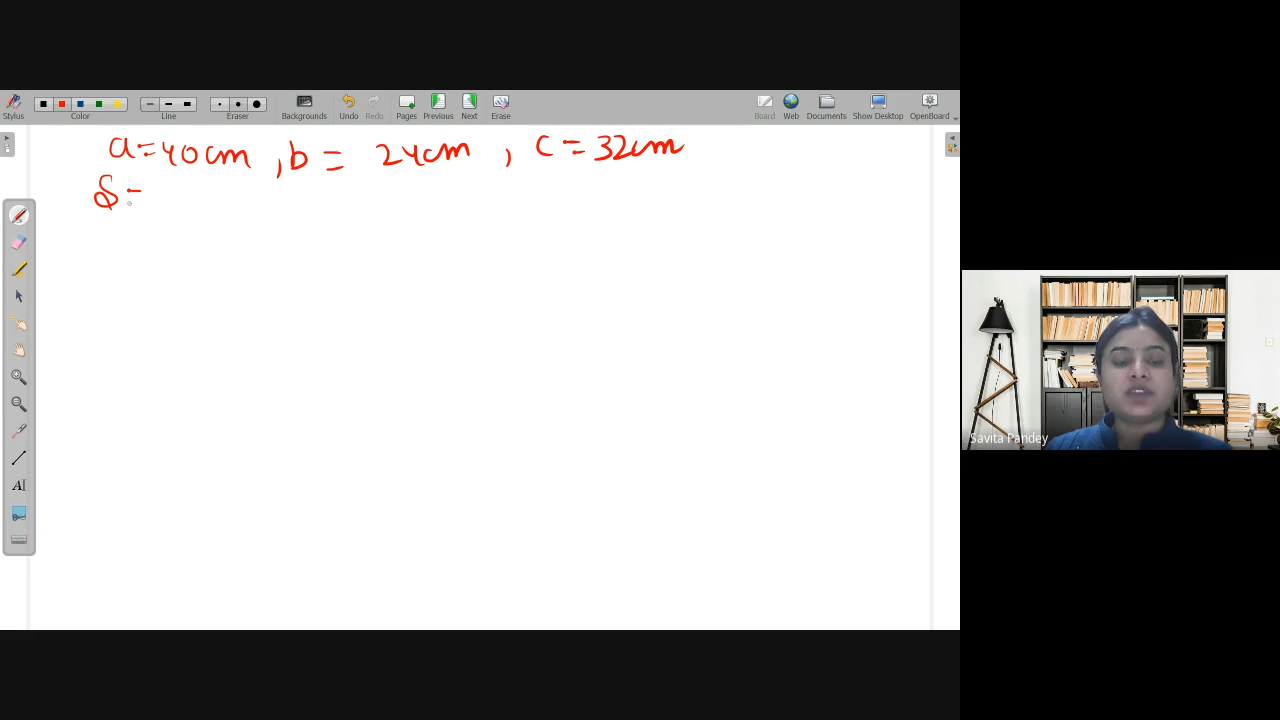 Stylus Color Line Eraser Backgrounds Undo Redo Pages Previous Next Erase Board Web Documents Show Desktop OpenBoard
a=40cm , b = 24cm , c = 32cm
S=
AI
Savita Pandey